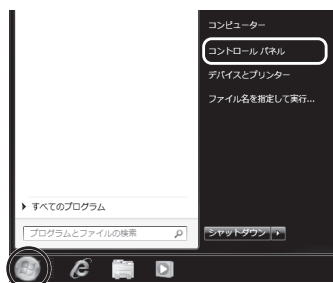 コンピューター
コントロール パネル
デバイスとプリンター
ファイル名を指定して実行...
すべてのプログラム
プログラムとファイルの検索
シャットダウン